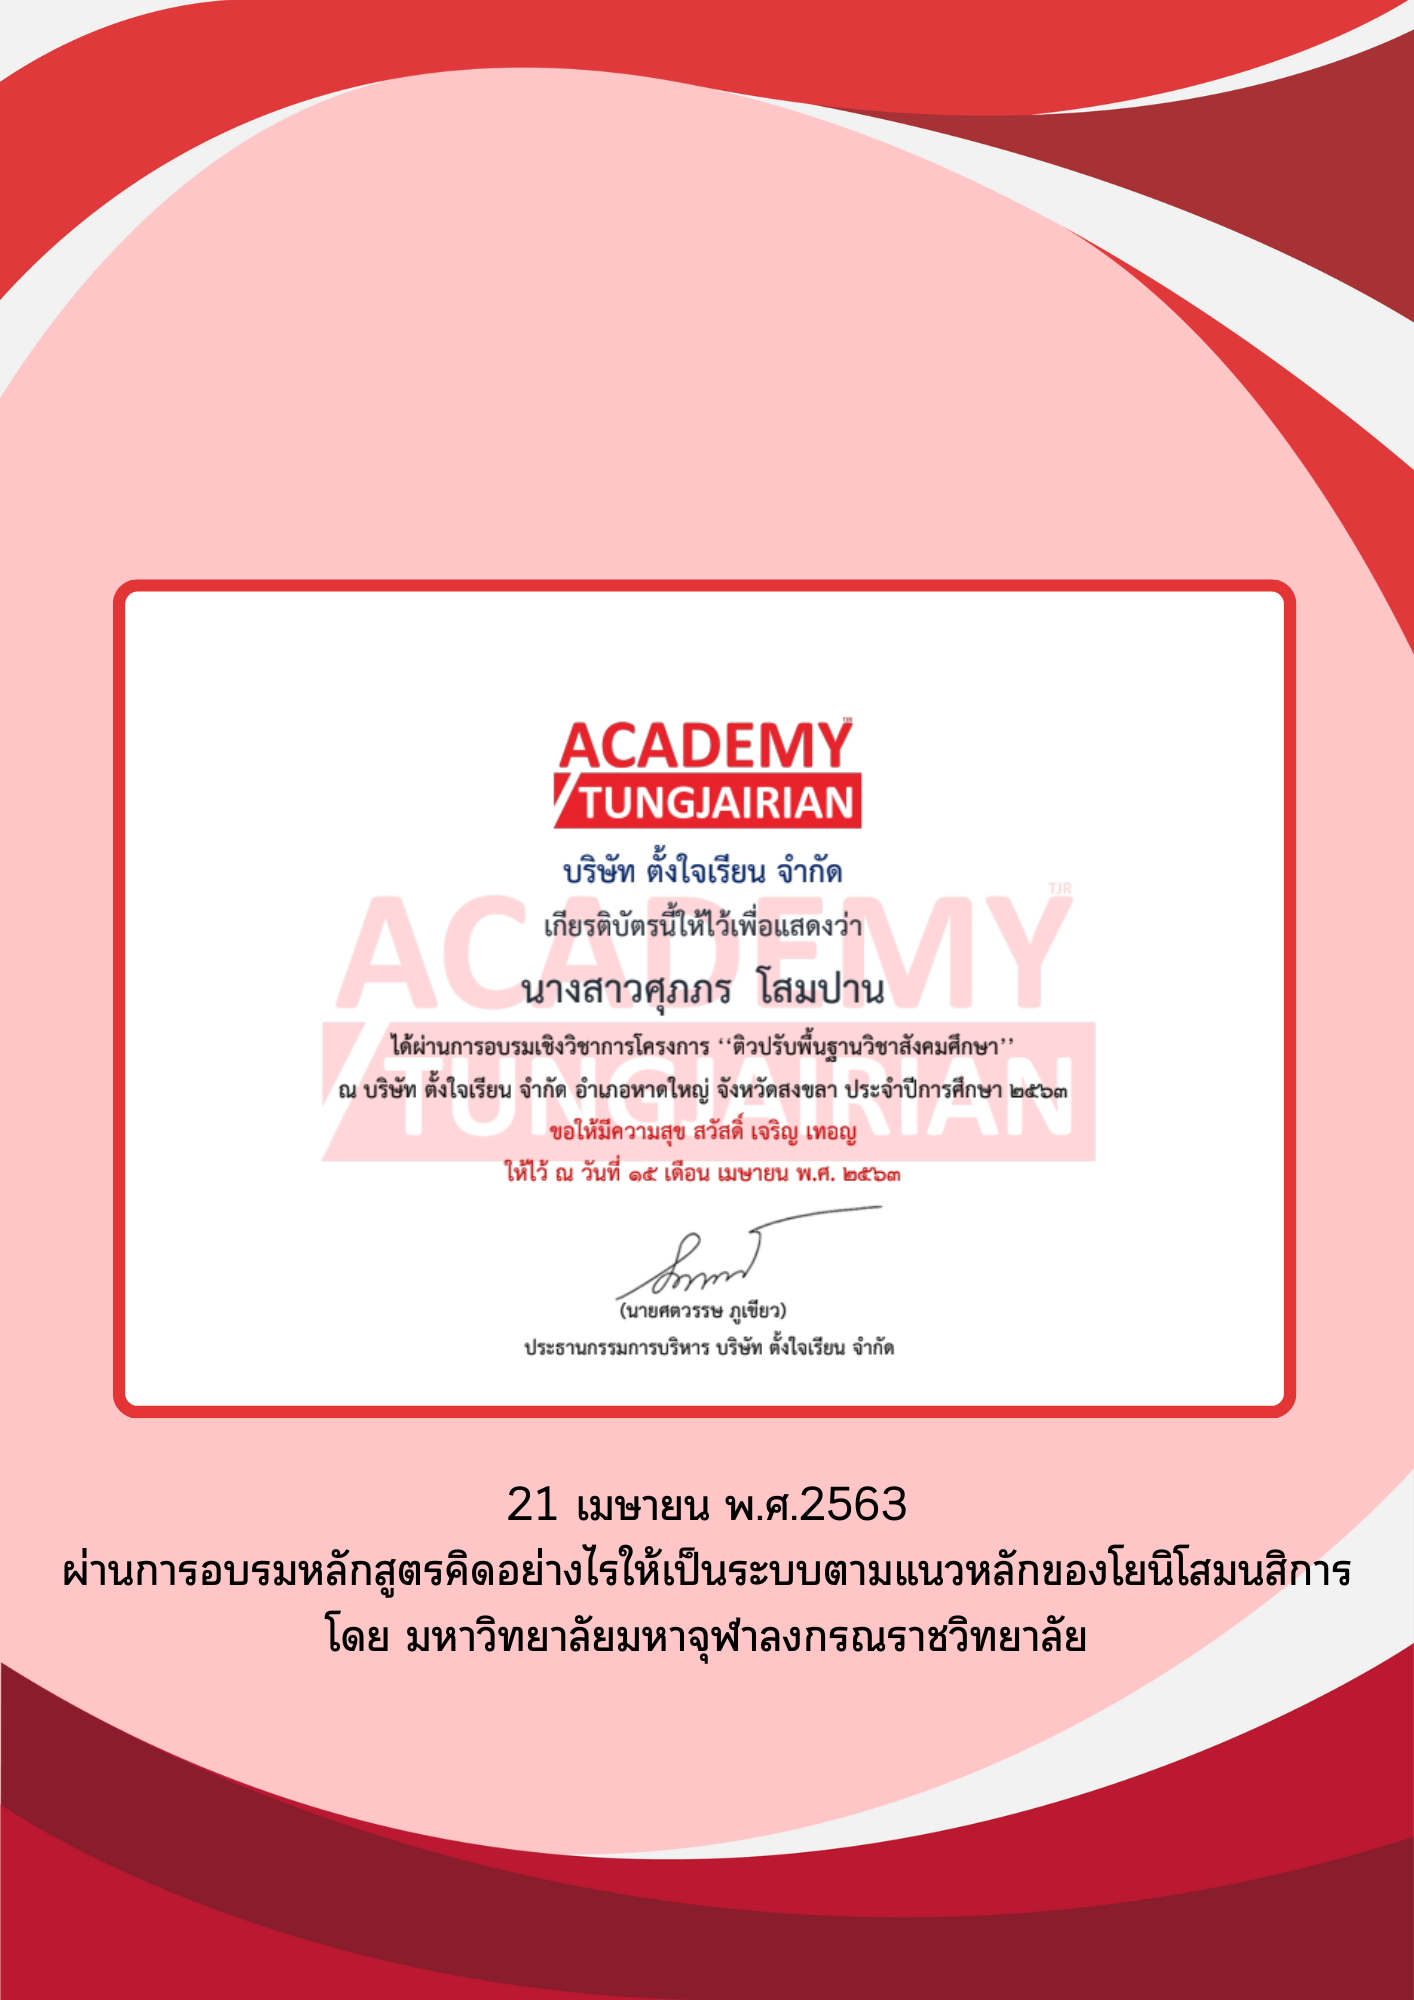 ACADEMY
TUNGJAIRIAN
บริษัท ตั้งใจเรียน จำกัด
TJR
เกียรติบัตรนี้ให้ไว้เพื่อแสดงว่า
ACADEMY
นางสาวศุภภร โสมปาน
ได้ผ่านการอบรมเชิงวิชาการโครงการ ‘‘ติวปรับพื้นฐานวิชาสังคมศึกษา’’
ณ บริษัท ตั้งใจเรียน จำกัด อำเภอหาดใหญ่ จังหวัดสงขลา ประจำปีการศึกษา ๒๕๖๓
TUNGJAIRIAN
ขอให้มีความสุข สวัสดิ์ เจริญ เทอญ
ให้ไว้ ณ วันที่ ๑๕ เดือน เมษายน พ.ศ. ๒๕๖๓
(นายศตวรรษ ภูเขียว)
ประธานกรรมการบริหาร บริษัท ตั้งใจเรียน จำกัด
21 เมษายน พ.ศ.2563
ผ่านการอบรมหลักสูตรคิดอย่างไรให้เป็นระบบตามแนวหลักของโยนิโสมนสิการ
โดย มหาวิทยาลัยมหาจุฬาลงกรณราชวิทยาลัย